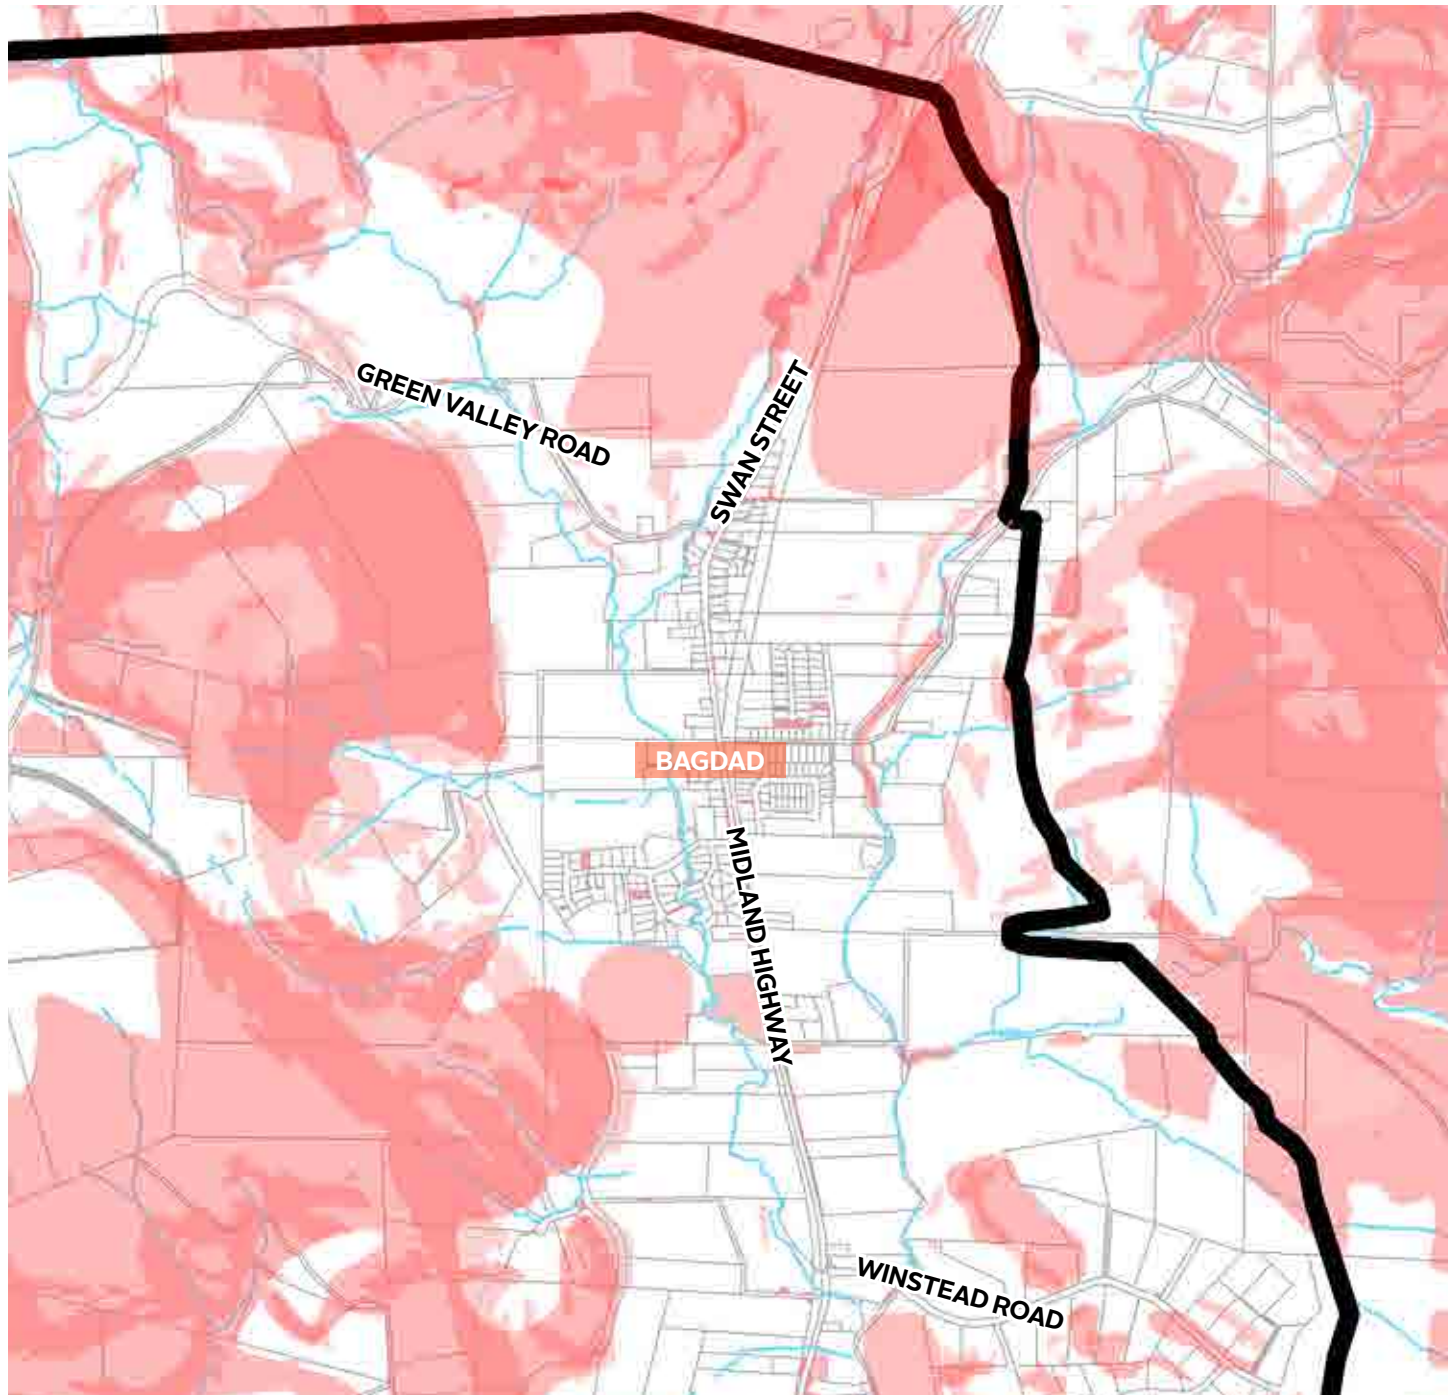 GREEN VALLEY ROAD
SWAN STREET
BAGDAD
MIDLAND HIGHWAY
WINSTEAD ROAD